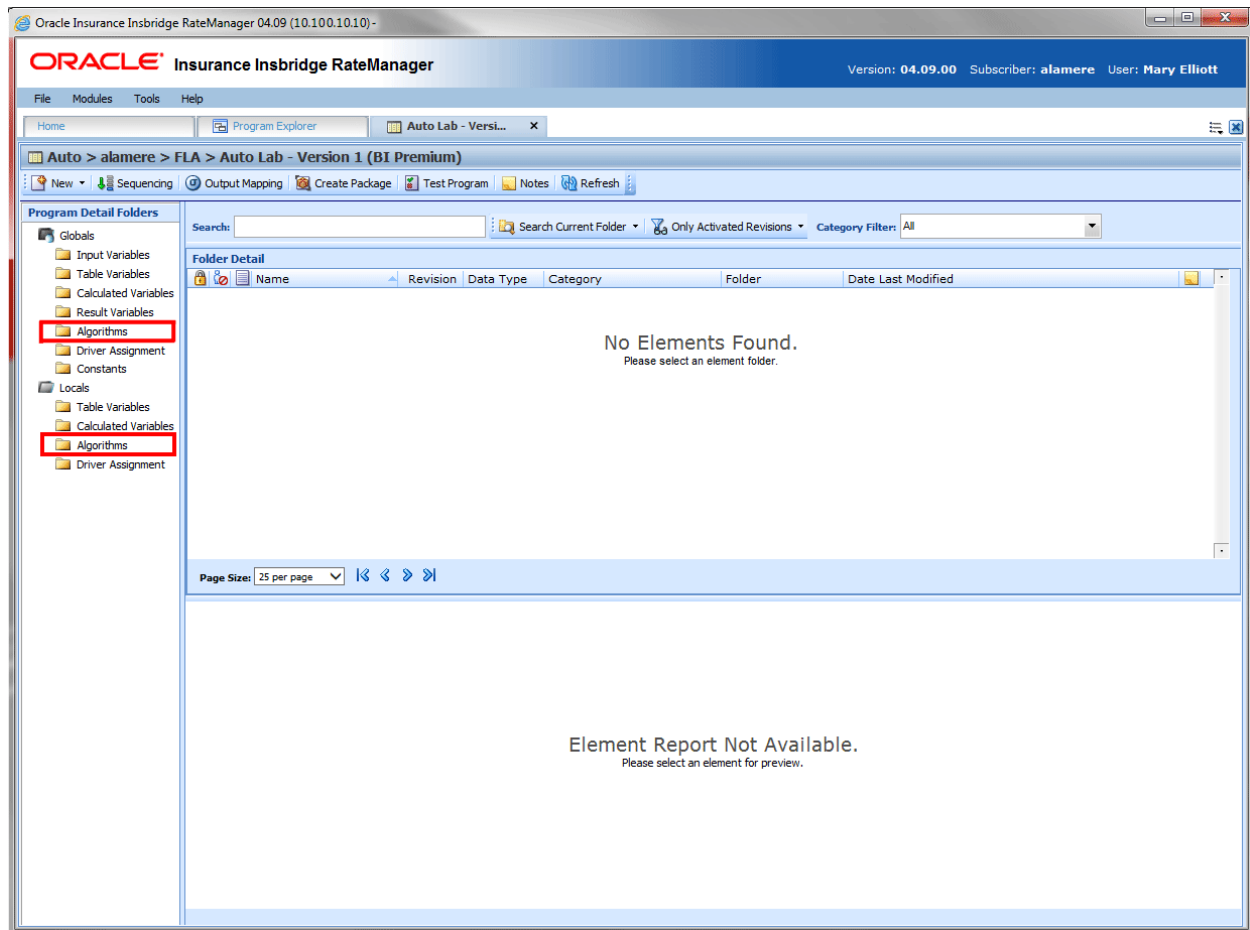 Oracle Insurance Insbridge RateManager 04.09 (10.100.10.10) -
ORACLE Insurance Insbridge RateManager
Version: 04.09.00 Subscriber: alamere User: Mary Elliott
File Modules Tools Help
Home Program Explorer Auto Lab - Versi...
Auto > alamere > FLA > Auto Lab - Version 1 (BI Premium)
New Sequencing Output Mapping Create Package Test Program Notes Refresh
Program Detail Folders
Globals
Input Variables
Table Variables
Calculated Variables
Result Variables
Algorithms
Driver Assignment
Constants
Locals
Table Variables
Calculated Variables
Algorithms
Driver Assignment
Search: Search Current Folder Only Activated Revisions Category Filter: All
Folder Detail
Name Revision Data Type Category Folder Date Last Modified
No Elements Found.
Please select an element folder.
Page Size: 25 per page
Element Report Not Available.
Please select an element for preview.